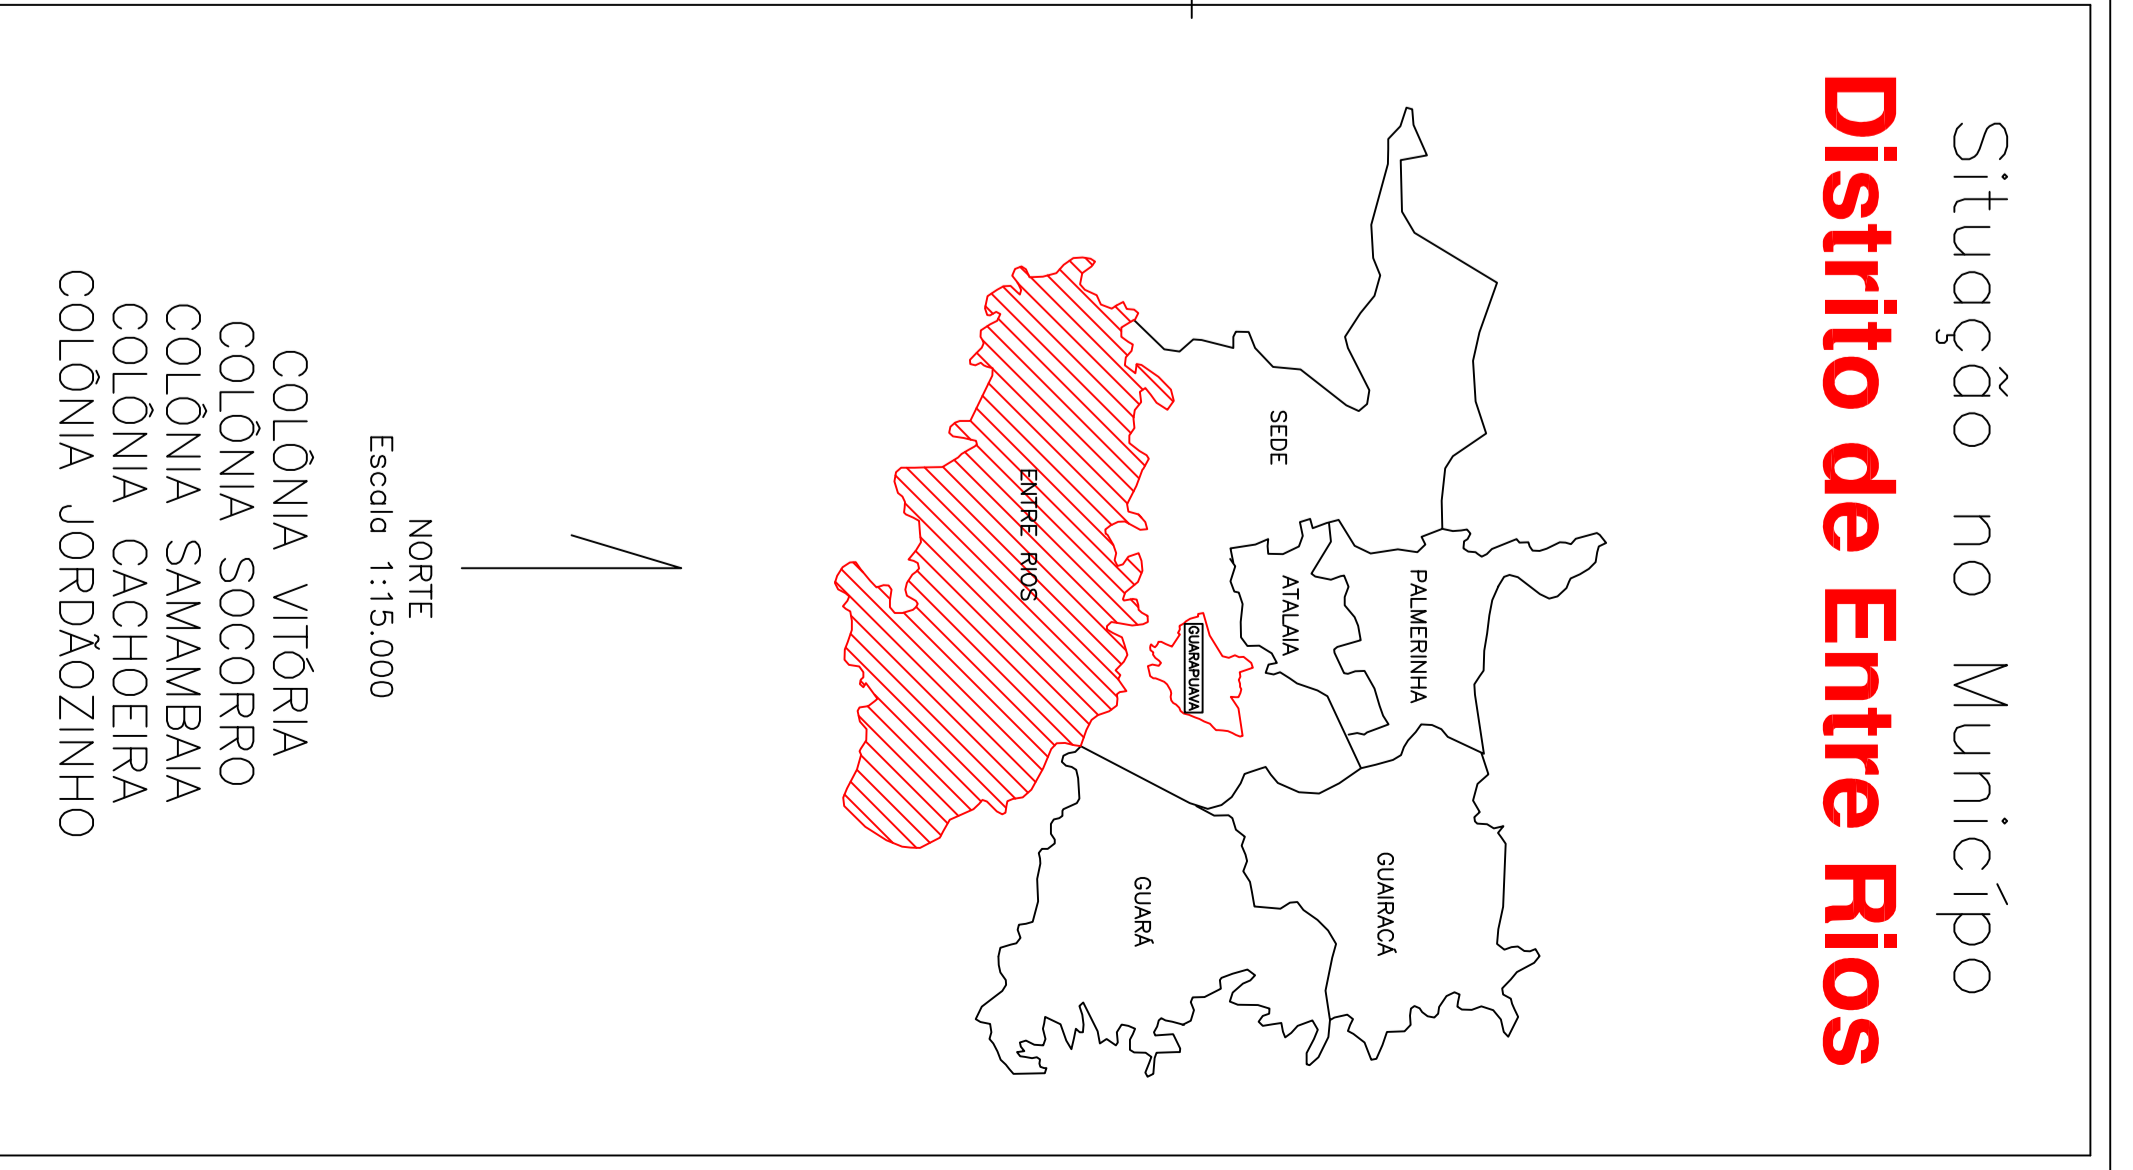 Situação no Municípo
Distrito de Entre Rios
PALMERINHA
GUAIRACÁ
ATALAIA
SEDE
GUARAPUAVA
GUARÁ
ENTRE RIOS
NORTE
Escala 1:15.000
COLÔNIA VITÓRIA
COLÔNIA SOCORRO
COLÔNIA SAMAMBAIA
COLÔNIA CACHOEIRA
COLÔNIA JORDÃOZINHO